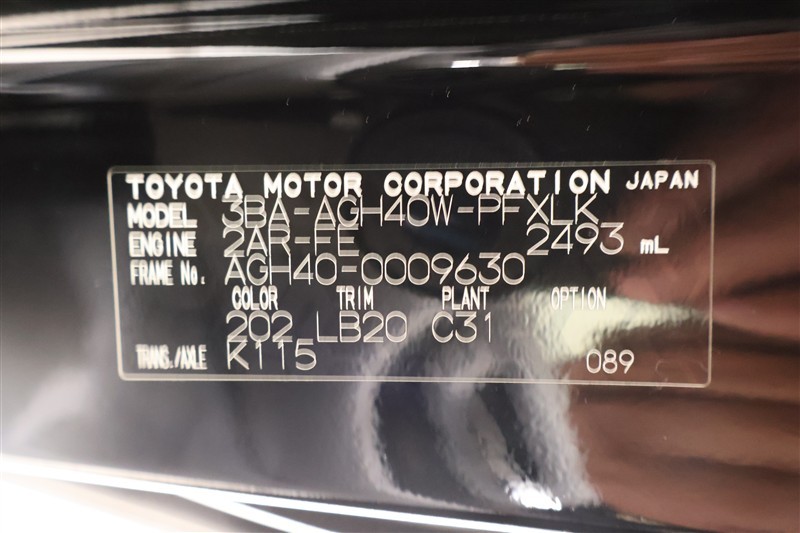 TOYOTA MOTOR CORPORATION JAPAN
MODEL 3BA-AGH40W-PFXLK
ENGINE 2AR-FE 2493 mL
FRAME No. AGH40-0009630
COLOR TRIM PLANT OPTION
202 LB20 C31
TRANS./AXLE K115 089